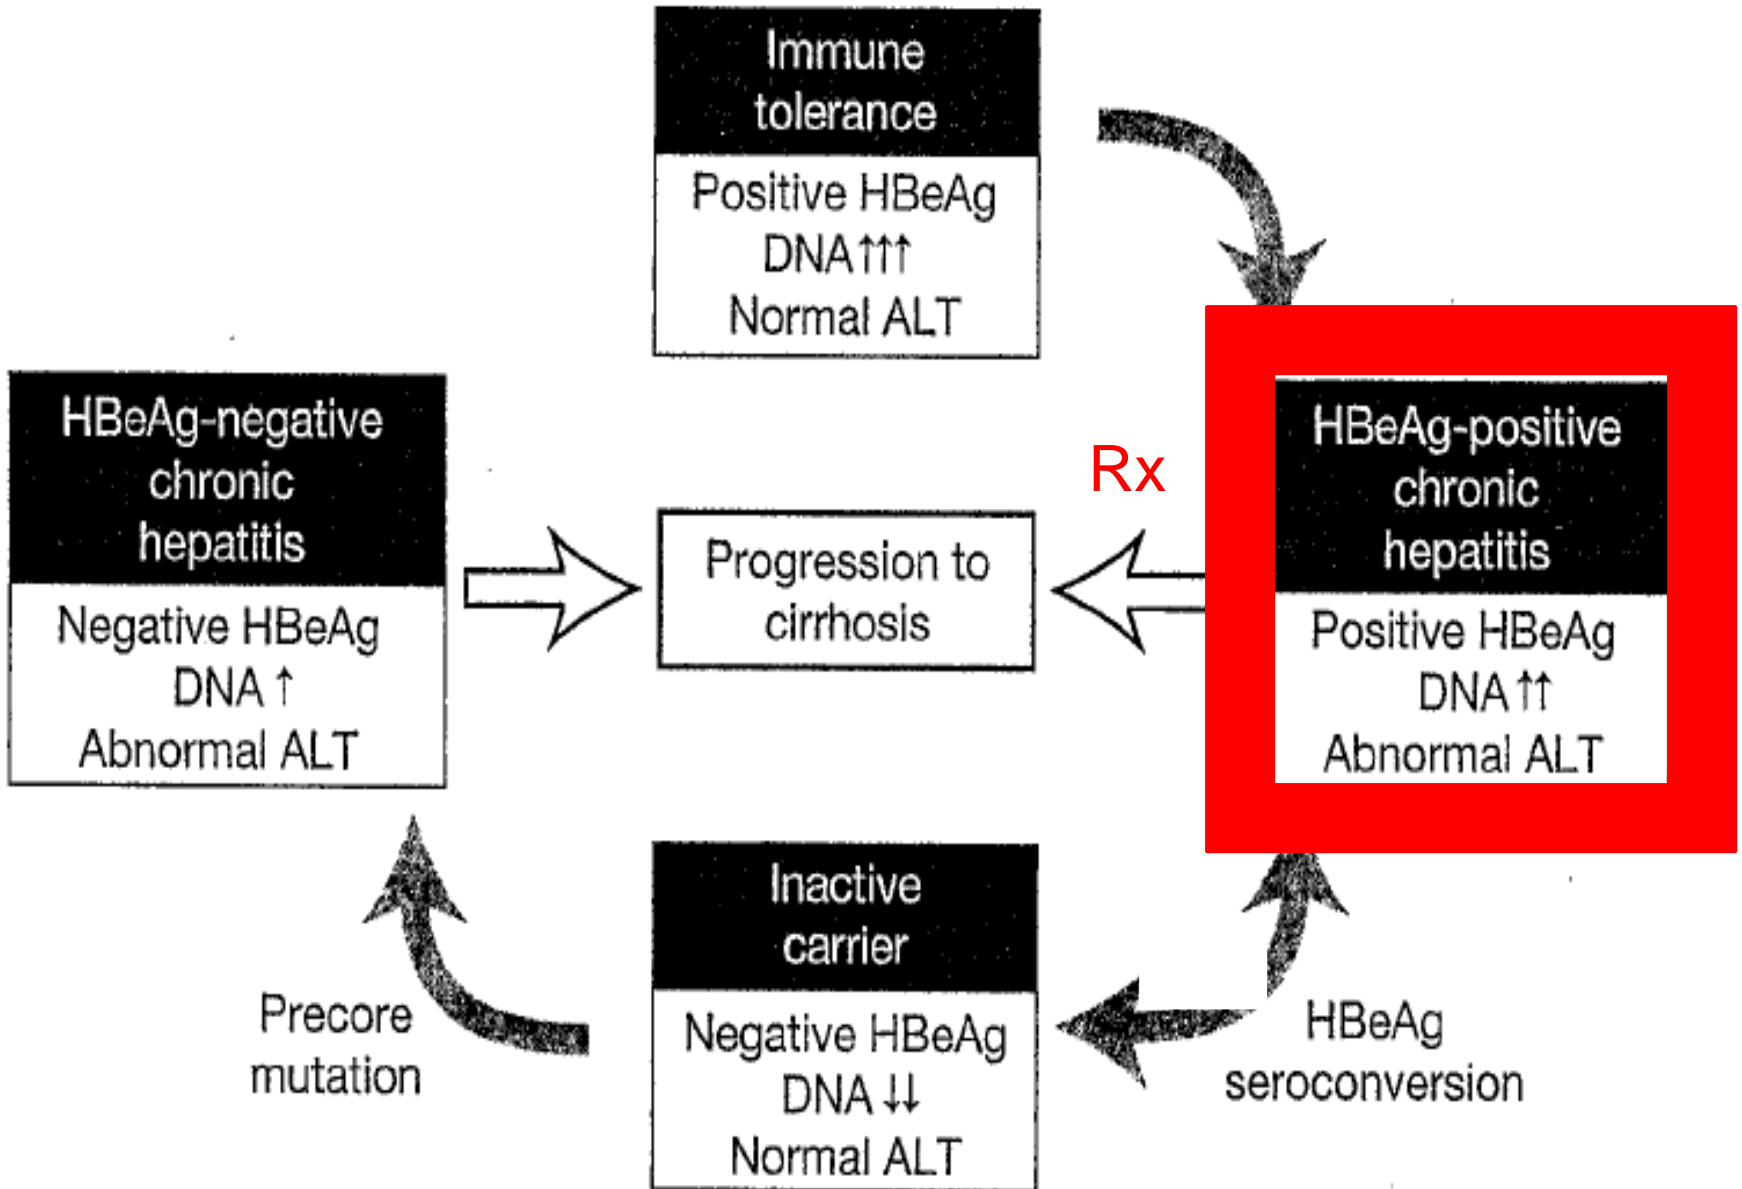 Immune
tolerance
Positive HBeAg
DNA↑↑↑
Normal ALT
HBeAg-negative
chronic
hepatitis
Negative HBeAg
DNA ↑
Abnormal ALT
Progression to
cirrhosis
Rx
HBeAg-positive
chronic
hepatitis
Positive HBeAg
DNA ↑↑
Abnormal ALT
Precore
mutation
Inactive
carrier
Negative HBeAg
DNA ↓↓
Normal ALT
HBeAg
seroconversion